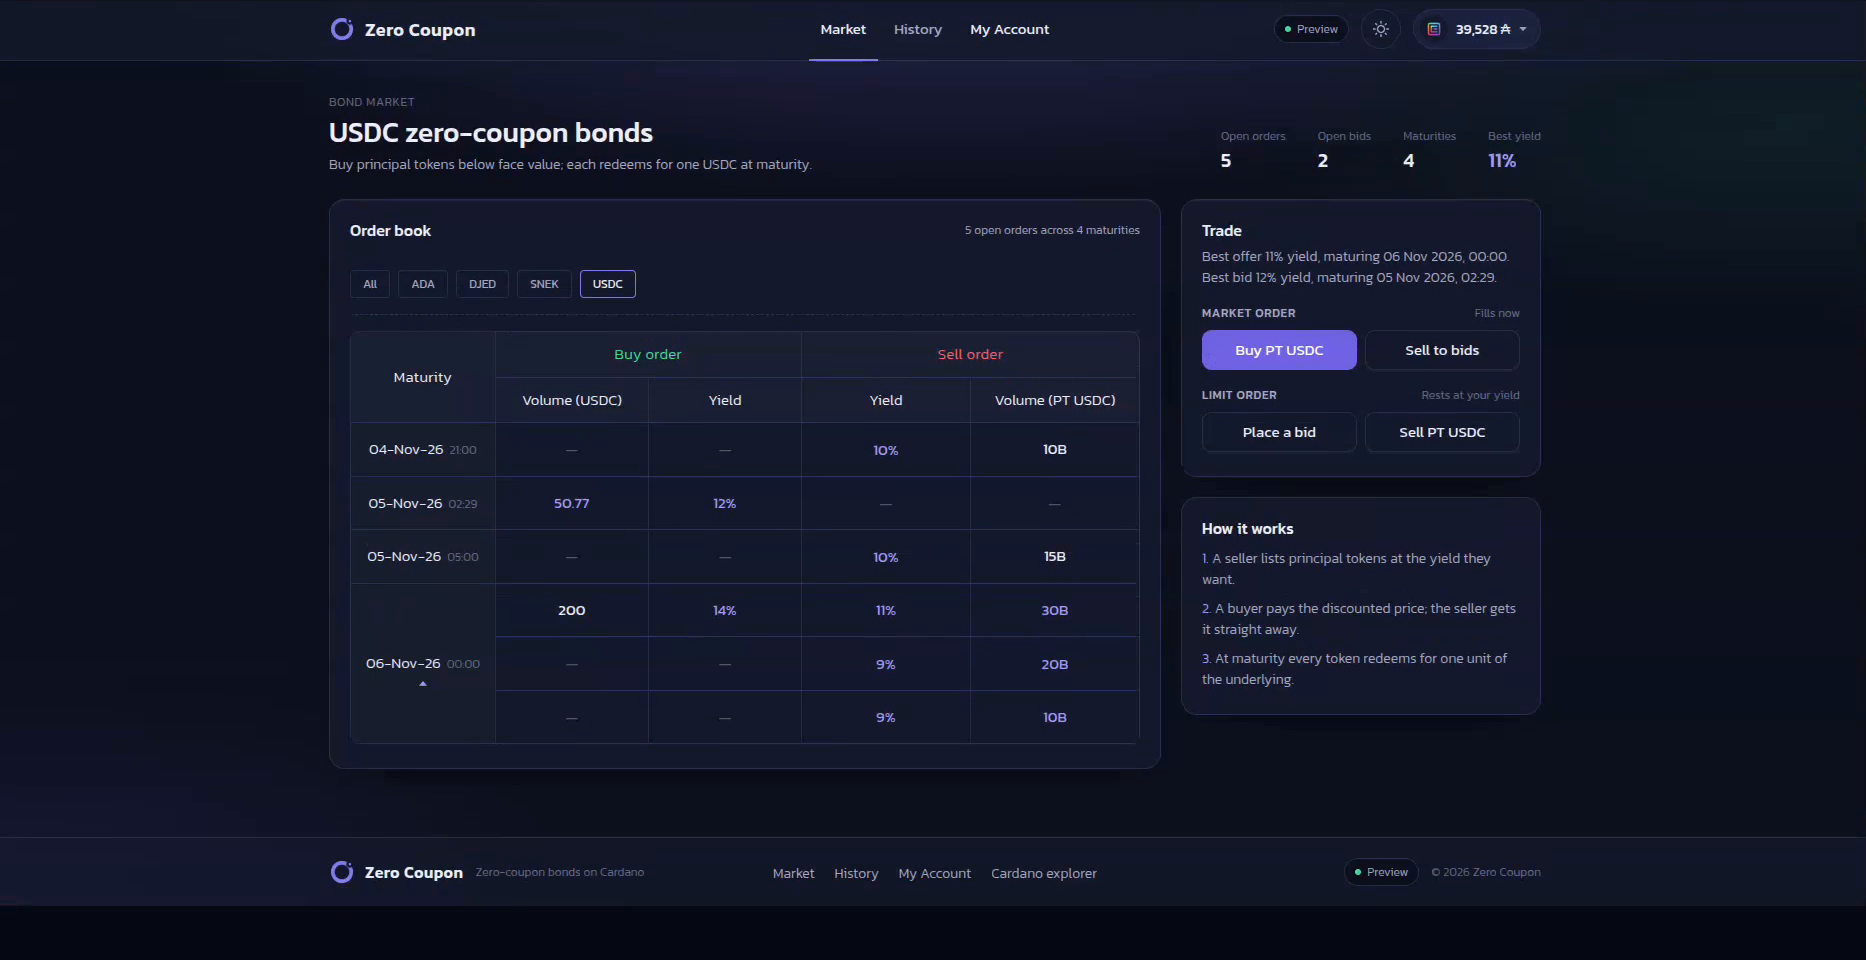 Zero Coupon
Market History My Account
Preview
39,528 ₳
BOND MARKET
USDC zero-coupon bonds
Buy principal tokens below face value; each redeems for one USDC at maturity.
Open orders Open bids Maturities Best yield
5 2 4 11%
Order book
5 open orders across 4 maturities
All ADA DJED SNEK USDC
Maturity Buy order Sell order
Volume (USDC) Yield Yield Volume (PT USDC)
04-Nov-26 21:00 — — 10% 10B
05-Nov-26 02:29 50.77 12% — —
05-Nov-26 05:00 — — 10% 15B
200 14% 11% 30B
06-Nov-26 00:00 — — 9% 20B
— — 9% 10B
Trade
Best offer 11% yield, maturing 06 Nov 2026, 00:00.
Best bid 12% yield, maturing 05 Nov 2026, 02:29.
MARKET ORDER Fills now
Buy PT USDC Sell to bids
LIMIT ORDER Rests at your yield
Place a bid Sell PT USDC
How it works
1. A seller lists principal tokens at the yield they
want.
2. A buyer pays the discounted price; the seller gets
it straight away.
3. At maturity every token redeems for one unit of
the underlying.
Zero Coupon Zero-coupon bonds on Cardano
Market History My Account Cardano explorer
Preview © 2026 Zero Coupon